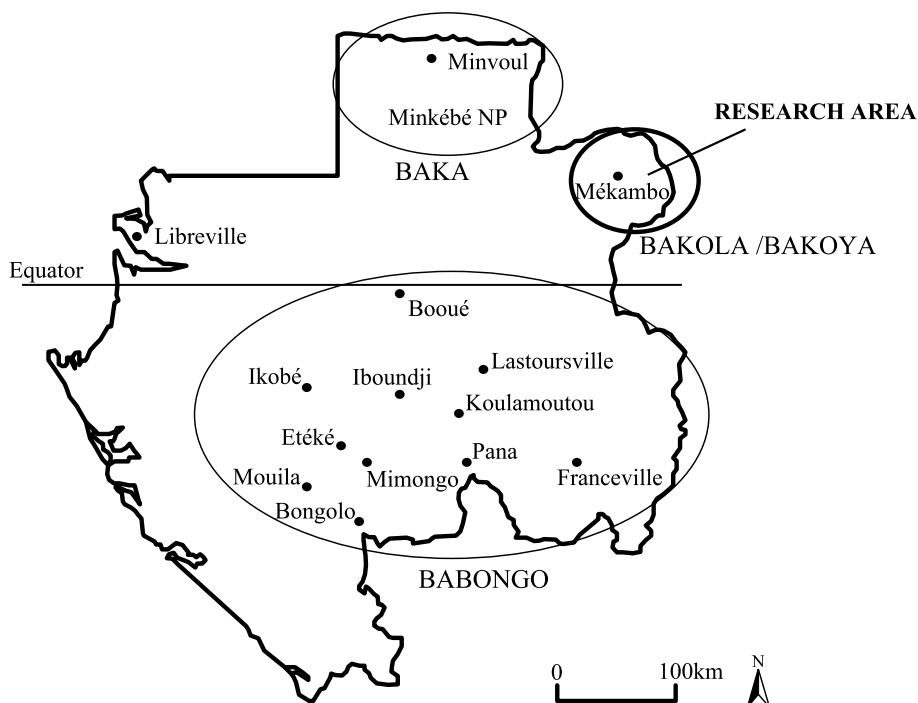 Minvoul
Minkébé NP
RESEARCH AREA
BAKA
Mékambo
Libreville
BAKOLA /BAKOYA
Equator
Booué
Lastoursville
Ikobé
Iboundji
Koulamoutou
Etéké
Pana
Mouila
Mimongo
Franceville
Bongolo
BABONGO
N
0
100km